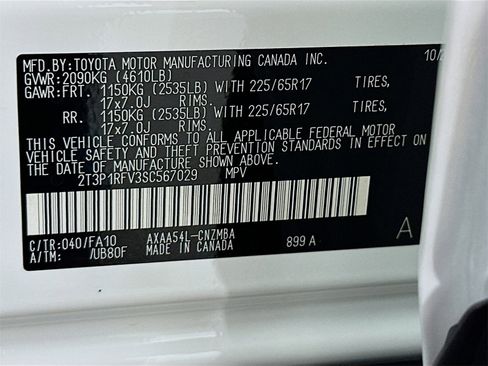 MFD.BY:TOYOTA MOTOR MANUFACTURING CANADA INC. 10/2
GVWR:2090KG (4610LB)
GAWR:FRT. 1150KG (2535LB) WITH 225/65R17 TIRES,
17x7.0J RIMS.
RR. 1150KG (2535LB) WITH 225/65R17 TIRES,
17x7.0J RIMS.
THIS VEHICLE CONFORMS TO ALL APPLICABLE FEDERAL MOTOR
VEHICLE SAFETY AND THEFT PREVENTION STANDARDS IN EFFECT ON
THE DATE OF MANUFACTURE SHOWN ABOVE.
2T3P1RFV3SC567029 MPV
C/TR:040/FA10 AXAA54L-CNZMBA
A/TM: /UB80F MADE IN CANADA 899 A A